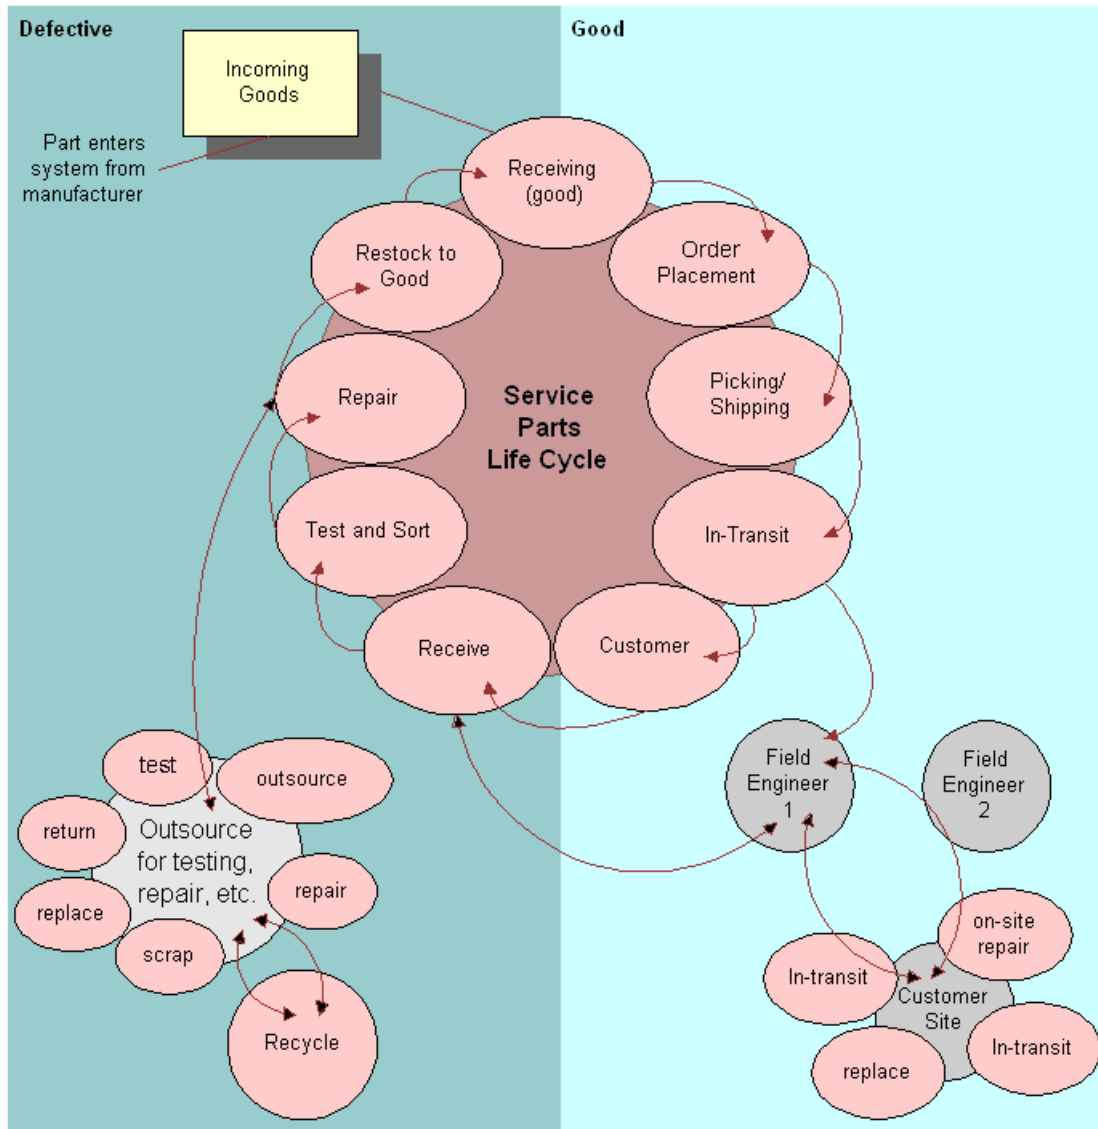 Defective
Good
Incoming
Goods
Part enters
system from
manufacturer
Receiving
(good)
Restock to
Good
Order
Placement
Repair
Service
Parts
Life Cycle
Picking/
Shipping
Test and Sort
In-Transit
Receive
Customer
test
outsource
return
Outsource
for testing,
repair, etc.
repair
replace
scrap
Recycle
Field
Engineer
1
Field
Engineer
2
on-site
repair
In-transit
Customer
Site
In-transit
replace